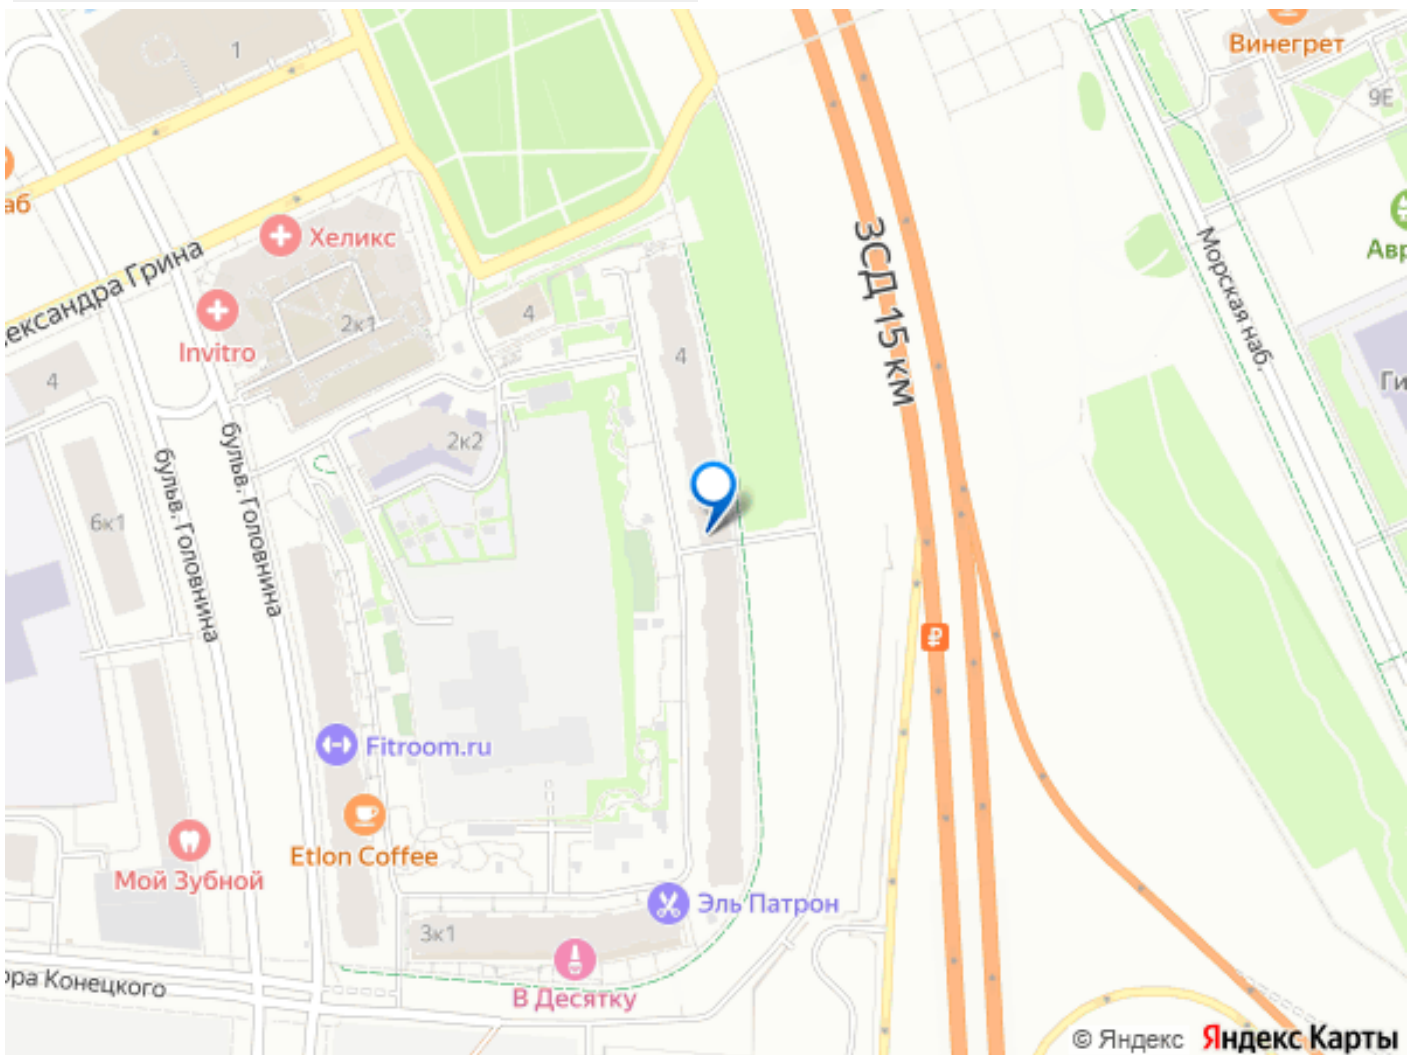 1
Винегрет
9Е
аб
Хеликс
ександра Грина
Invitro
2к1
4
4
4
ЗСД 15 км
Морская наб.
Авр
Ги
2к2
бульв. Головнина
бульв. Головнина
6к1
₽
Fitroom.ru
Etlon Coffee
Мой Зубной
Эль Патрон
3к1
В Десятку
ора Конецкого
© Яндекс Яндекс Карты